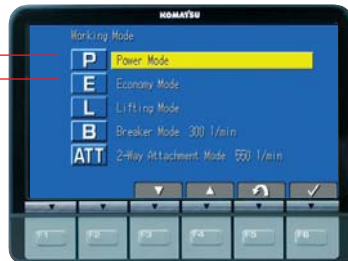 KOMATSU
Working Mode
P Power Mode
E Economy Mode
L Lifting Mode
B Breaker Mode 300 l/min
ATT 2-Way Attachment Mode 550 l/min
F1 F2 F3 F4 F5 F6